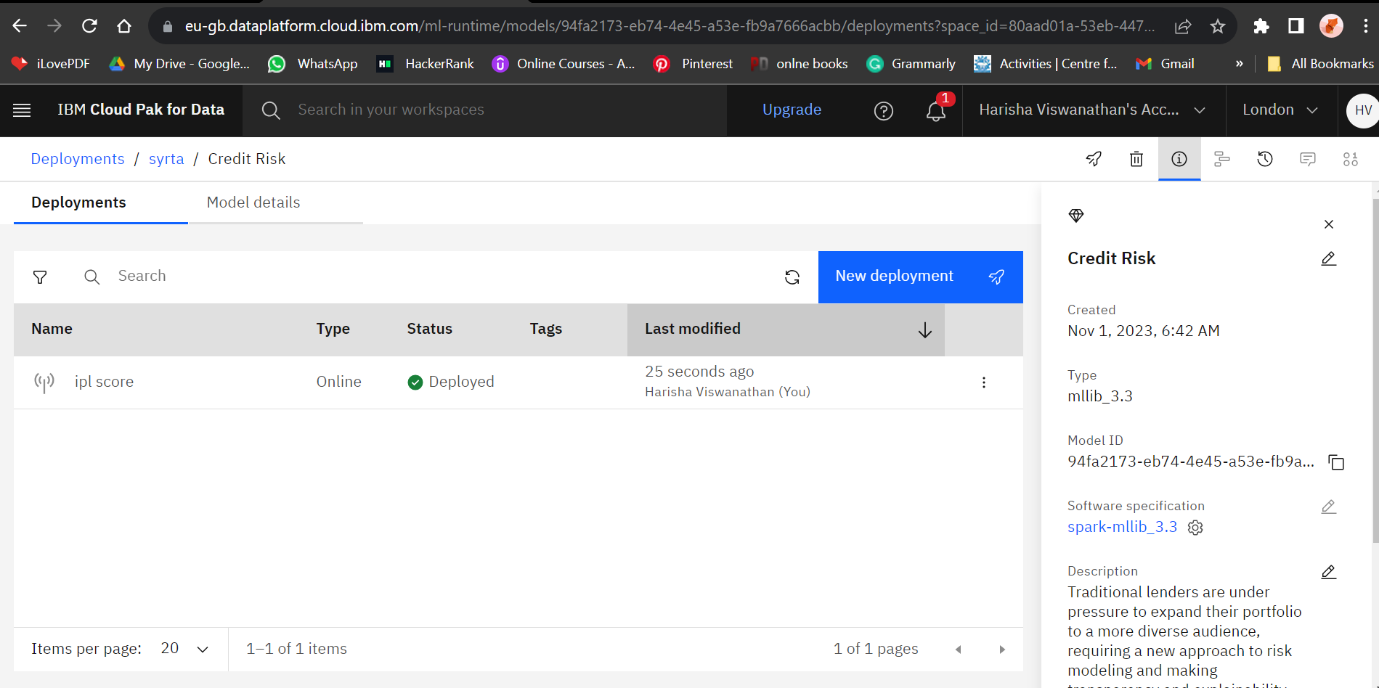 eu-gb.dataplatform.cloud.ibm.com/ml-runtime/models/94fa2173-eb74-4e45-a53e-fb9a7666acbb/deployments?space_id=80aad01a-53eb-447...
iLovePDF My Drive - Google... WhatsApp HackerRank Online Courses - A... Pinterest onlne books Grammarly Activities | Centre f... Gmail » All Bookmarks
IBM Cloud Pak for Data Search in your workspaces Upgrade 1 Harisha Viswanathan's Acc... London HV
Deployments / syrta / Credit Risk
Deployments Model details
Search New deployment
Name Type Status Tags Last modified
ipl score Online Deployed 25 seconds ago
Harisha Viswanathan (You)
Items per page: 20 1–1 of 1 items 1 of 1 pages
Credit Risk
Created
Nov 1, 2023, 6:42 AM
Type
mllib_3.3
Model ID
94fa2173-eb74-4e45-a53e-fb9a...
Software specification
spark-mllib_3.3
Description
Traditional lenders are under
pressure to expand their portfolio
to a more diverse audience,
requiring a new approach to risk
modeling and making